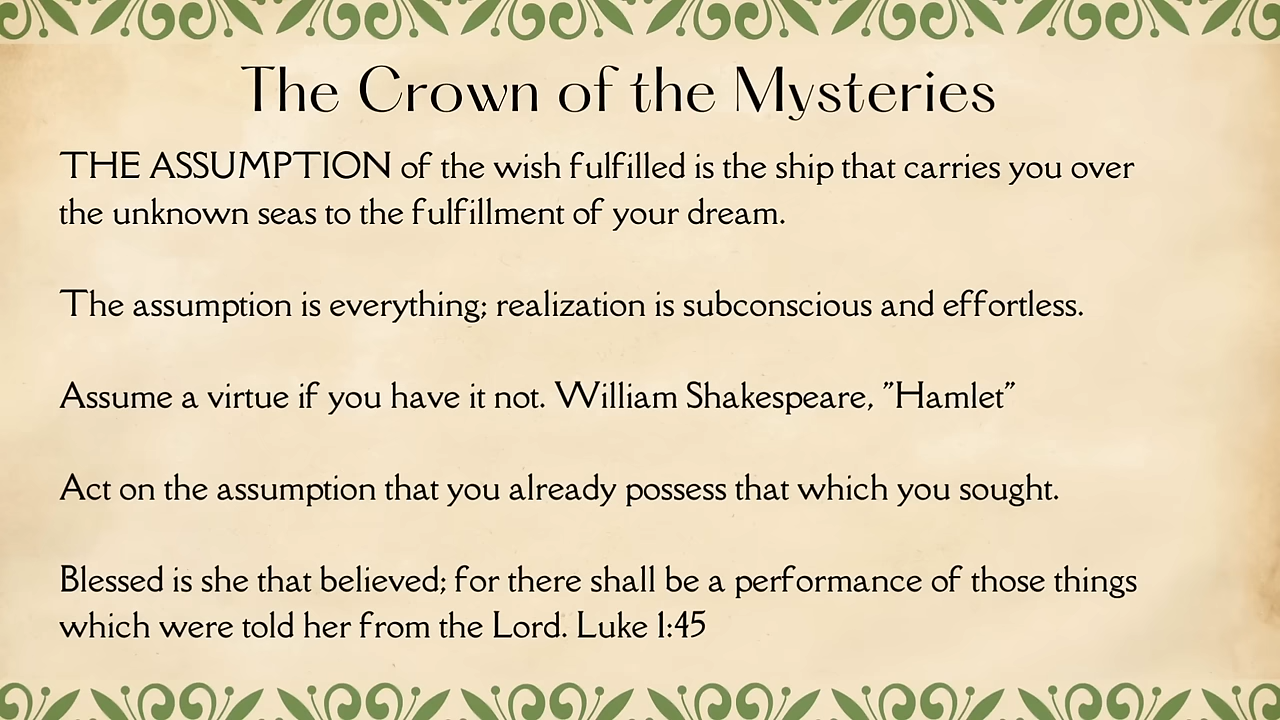 The Crown of the Mysteries
THE ASSUMPTION of the wish fulfilled is the ship that carries you over
the unknown seas to the fulfillment of your dream.
The assumption is everything; realization is subconscious and effortless.
Assume a virtue if you have it not. William Shakespeare, "Hamlet"
Act on the assumption that you already possess that which you sought.
Blessed is she that believed; for there shall be a performance of those things
which were told her from the Lord. Luke 1:45